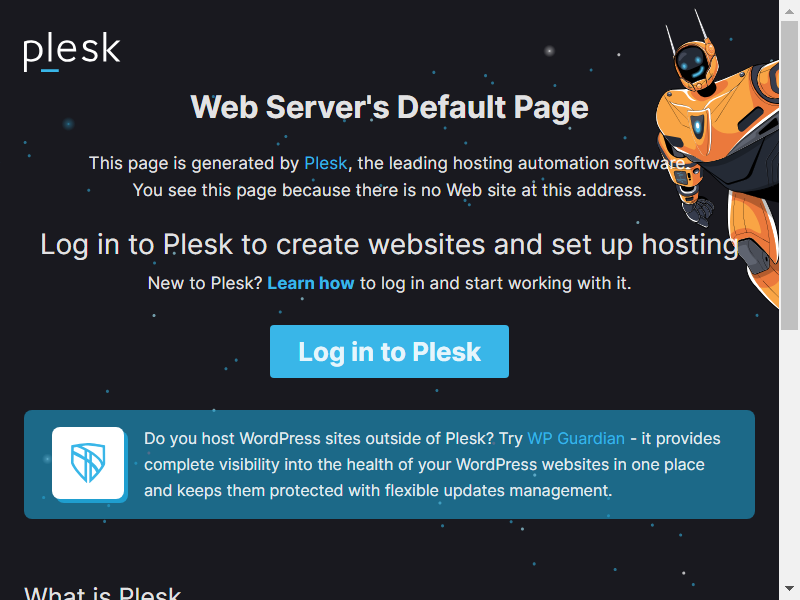 plesk
Web Server's Default Page
This page is generated by Plesk, the leading hosting automation software.
You see this page because there is no Web site at this address.
Log in to Plesk to create websites and set up hosting
New to Plesk? Learn how to log in and start working with it.
Log in to Plesk
Do you host WordPress sites outside of Plesk? Try WP Guardian - it provides
complete visibility into the health of your WordPress websites in one place
and keeps them protected with flexible updates management.
What is Plesk